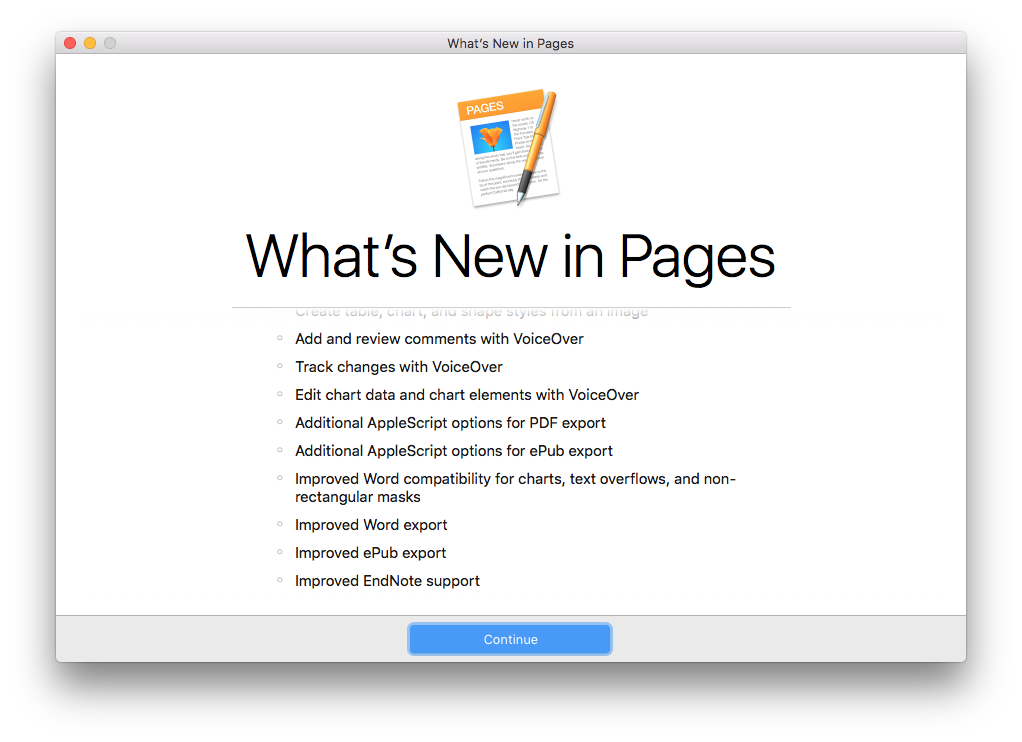 What's New in Pages
PAGES
What's New in Pages
Create table, chart, and shape styles from an image
Add and review comments with VoiceOver
Track changes with VoiceOver
Edit chart data and chart elements with VoiceOver
Additional AppleScript options for PDF export
Additional AppleScript options for ePub export
Improved Word compatibility for charts, text overflows, and non-
rectangular masks
Improved Word export
Improved ePub export
Improved EndNote support
Continue